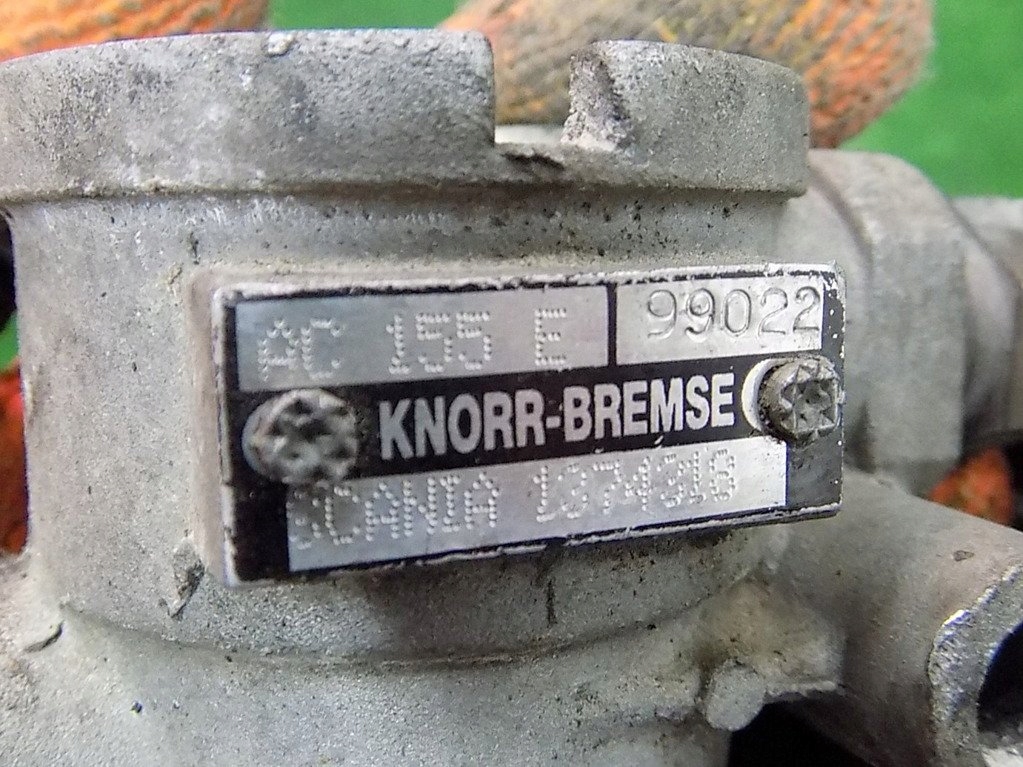 AC 155 E 99022
KNORR-BREMSE
SCANIA 1374318